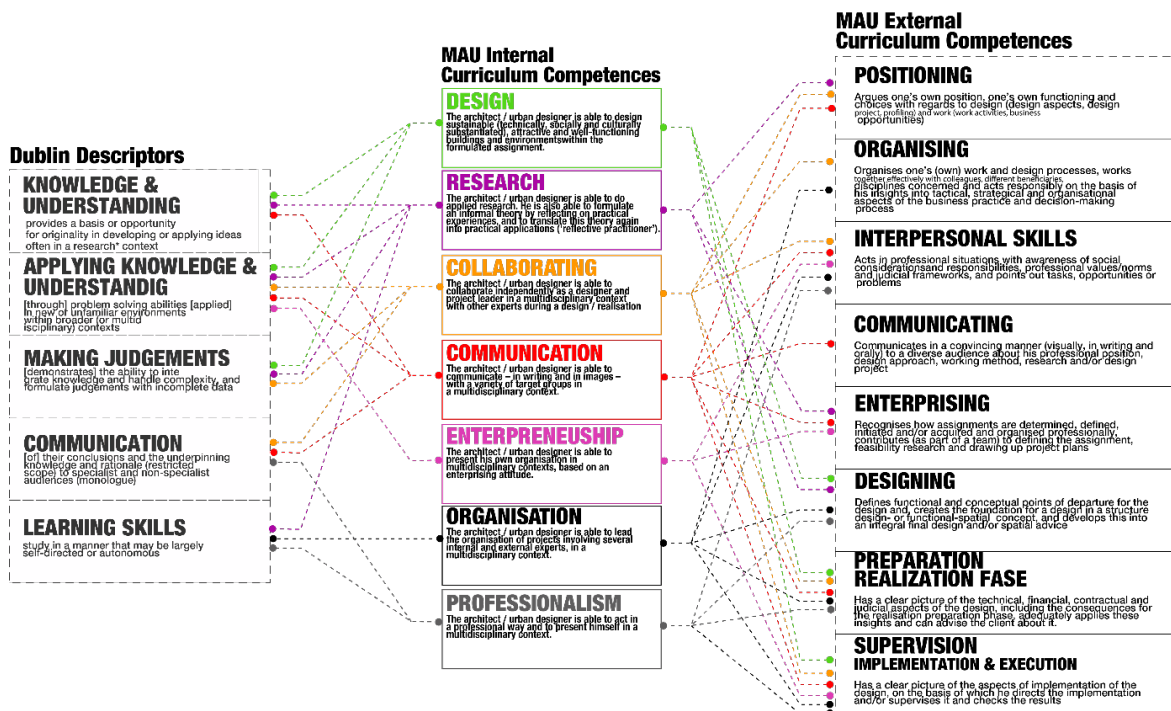 Dublin Descriptors
KNOWLEDGE &
UNDERSTANDING
provides a basis or opportunity
for originality in developing or applying ideas
often in a research* context
APPLYING KNOWLEDGE &
UNDERSTANDIG
[through] problem solving abilities [applied]
in new of unfamiliar environments
within broader (or multid
isciplinary) contexts
MAKING JUDGEMENTS
[demonstrates] the ability to inte
grate knowledge and handle complexity, and
formulate judgements with incomplete data
COMMUNICATION
[of] their conclusions and the underpinning
knowledge and rationale (restricted
scope) to specialist and non-specialist
audiences (monologue)
LEARNING SKILLS
study in a manner that may be largely
self-directed or autonomous
MAU Internal
Curriculum Competences
DESIGN
The architect / urban designer is able to design
sustainable (technically, socially and culturally
substantiated), attractive and well-functioning
buildings and environmentswithin the
formulated assignment.
RESEARCH
The architect / urban designer is able to do
applied research. He is also able to formulate
an informal theory by reflecting on practical
experiences, and to translate this theory again
into practical applications ('reflective practitioner').
COLLABORATING
The architect / urban designer is able to
collaborate independently as a designer and
project leader in a multidisciplinary context
with other experts during a design / realisation
COMMUNICATION
The architect / urban designer is able to
communicate – in writing and in images –
with a variety of target groups in
a multidisciplinary context.
ENTERPRENEUSHIP
The architect / urban designer is able to
present his own organisation in
multidisciplinary contexts, based on an
enterprising attitude.
ORGANISATION
The architect / urban designer is able to lead
the organisation of projects involving several
internal and external experts, in a
multidisciplinary context.
PROFESSIONALISM
The architect / urban designer is able to act in
a professional way and to present himself in a
multidisciplinary context.
MAU External
Curriculum Competences
POSITIONING
Argues one's own position, one's own functioning and
choices with regards to design (design aspects, design
project, profiling) and work (work activities, business
opportunities)
ORGANISING
Organises one's (own) work and design processes, works
together effectively with colleagues, different beneficiaries,
disciplines concerned and acts responsibly on the basis of
his insights into tactical, strategical and organisational
aspects of the business practice and decision-making
process
INTERPERSONAL SKILLS
Acts in professional situations with awareness of social
considerationsand responsibilities, professional values/norms
and judicial frameworks, and points out tasks, opportunities or
problems
COMMUNICATING
Communicates in a convincing manner (visually, in writing and
orally) to a diverse audience about his professional position,
design approach, working method, research and/or design
project
ENTERPRISING
Recognises how assignments are determined, defined,
initiated and/or acquired and organised professionally,
contributes (as part of a team) to defining the assignment,
feasibility research and drawing up project plans
DESIGNING
Defines functional and conceptual points of departure for the
design and, creates the foundation for a design in a structure
design- or functional-spatial concept, and develops this into
an integral final design and/or spatial advice
PREPARATION
REALIZATION FASE
Has a clear picture of the technical, financial, contractual and
judicial aspects of the design, including the consequences for
the realisation preparation phase, adequately applies these
insights and can advise the client about it.
SUPERVISION
IMPLEMENTATION & EXECUTION
Has a clear picture of the aspects of implementation of the
design, on the basis of which he directs the implementation
and/or supervises it and checks the results